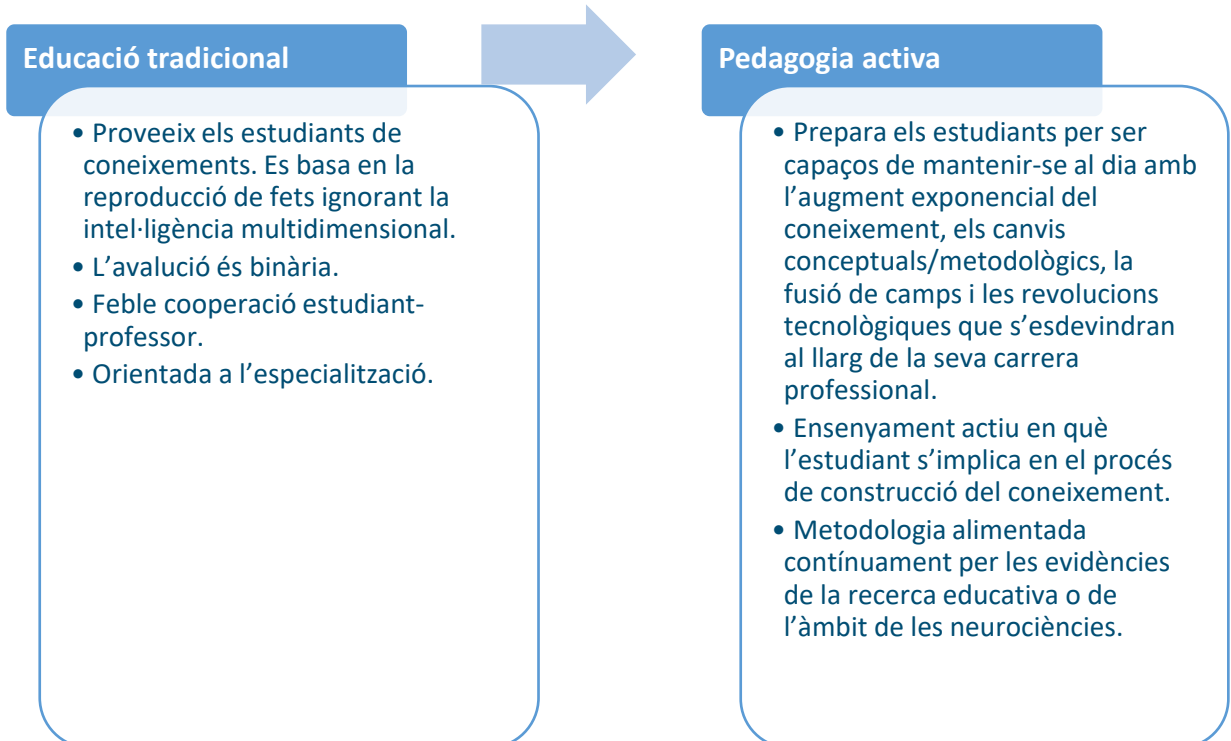 Educació tradicional
• Proveeix els estudiants de
coneixements. Es basa en la
reproducció de fets ignorant la
intel·ligència multidimensional.
• L’avalució és binària.
• Feble cooperació estudiant-
professor.
• Orientada a l’especialització.
Pedagogia activa
• Prepara els estudiants per ser
capaços de mantenir-se al dia amb
l’augment exponencial del
coneixement, els canvis
conceptuals/metodològics, la
fusió de camps i les revolucions
tecnològiques que s’esdevindran
al llarg de la seva carrera
professional.
• Ensenyament actiu en què
l’estudiant s’implica en el procés
de construcció del coneixement.
• Metodologia alimentada
contínuament per les evidències
de la recerca educativa o de
l’àmbit de les neurociències.